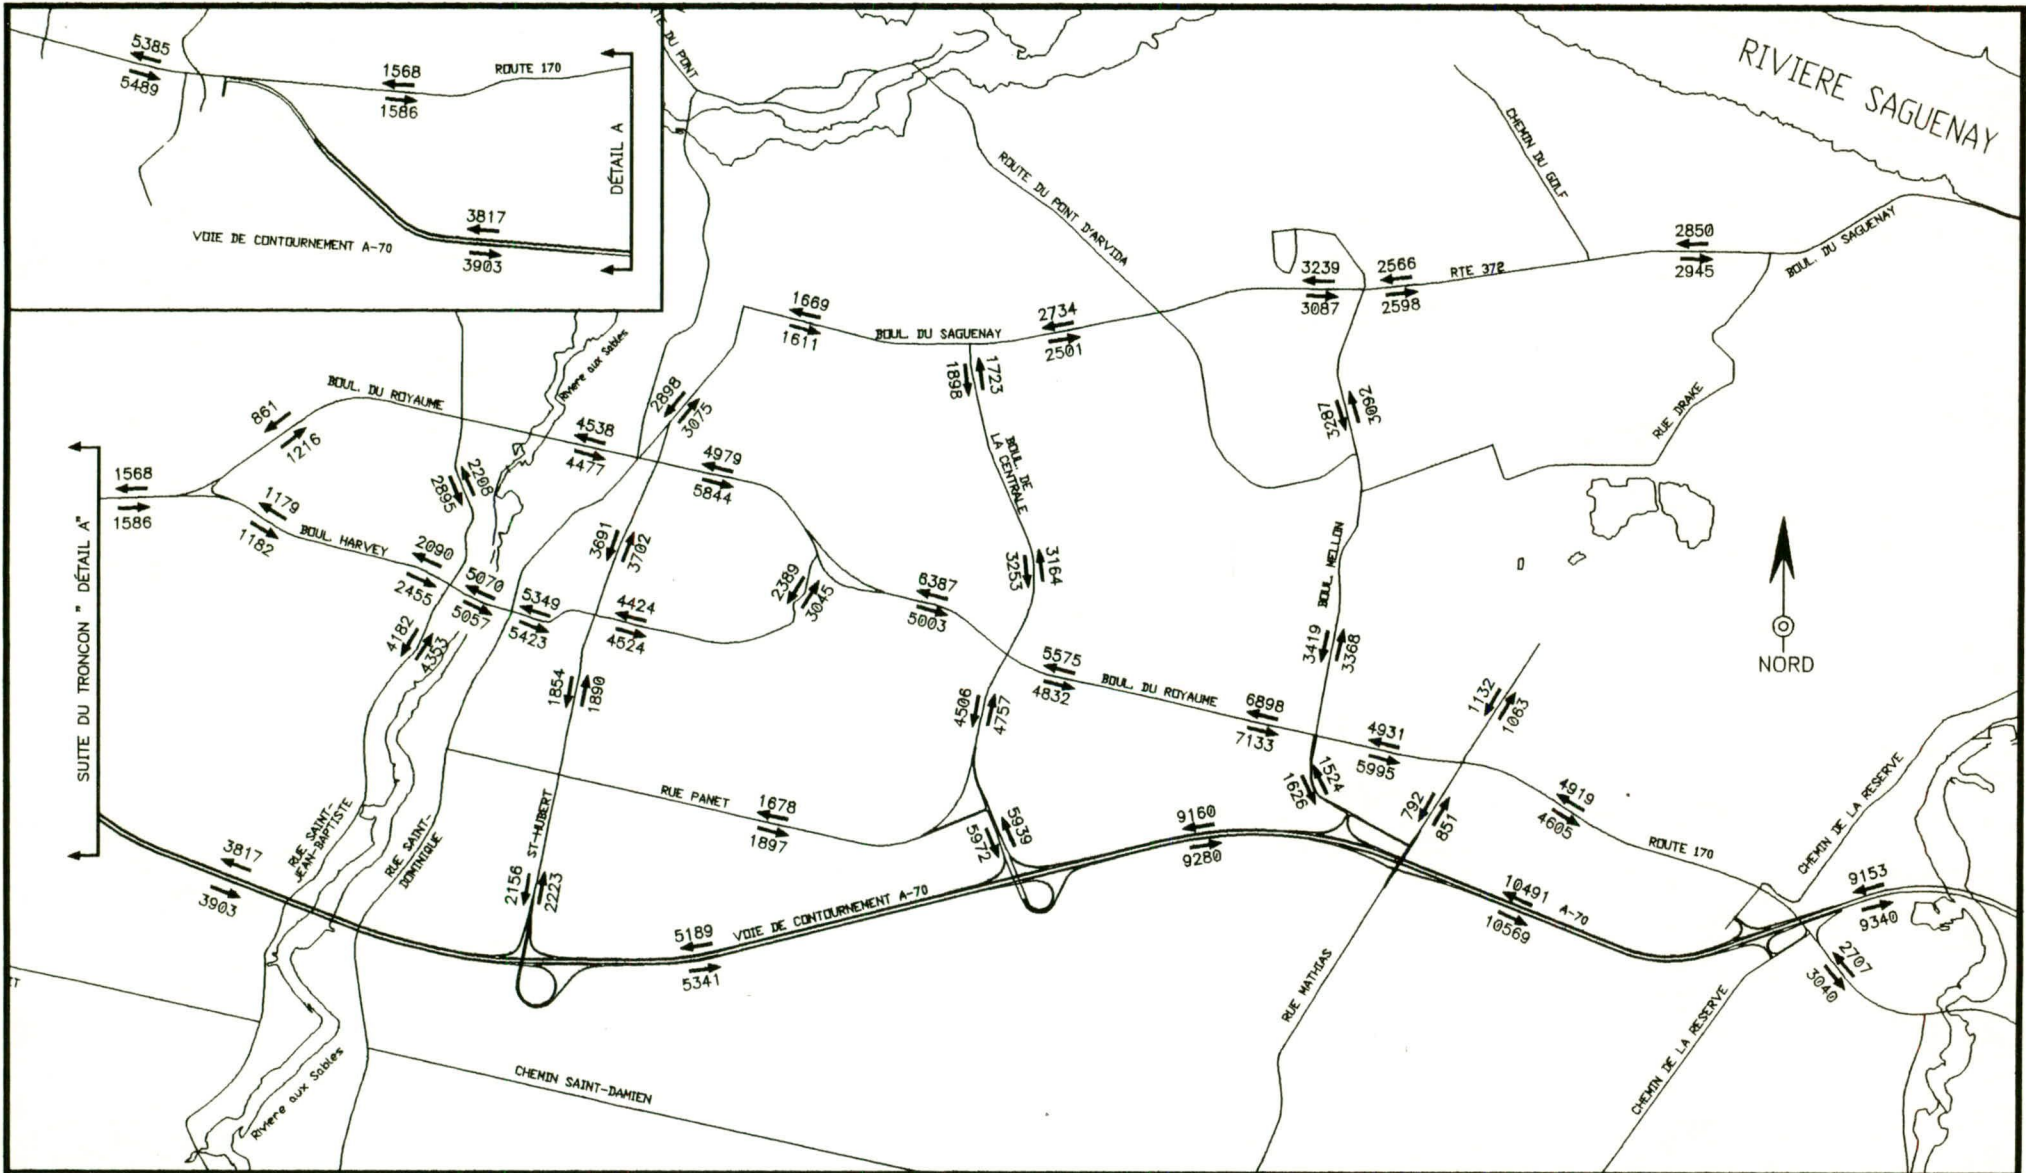 5385
5489
1568
1586
ROUTE 170
DÉTAIL A
3817
3903
VOIE DE CONTOURNEMENT A-70
DU PONT
RIVIERE SAGUENAY
CHEMIN DU GOLF
ROUTE DU PONT D'ARVIDA
2850
2945
BOUL. DU SAGUENAY
3239
3087
2566
2598
RTE 372
1669
1611
BOUL. DU SAGUENAY
2734
2501
1898
1723
3287
3092
RUE DRAKE
Riviere aux Sables
BOUL. DU ROYAUME
861
1216
2898
3075
4538
4477
4979
5844
BOUL. DE
LA CENTRALE
SUITE DU TRONCON " DÉTAIL A"
1568
1586
1179
1182
BOUL. HARVEY
2895
2208
2090
2455
5070
5057
5349
5423
3691
3702
4424
4524
2389
3045
6387
5003
3253
3164
BOUL. MELLON
NORD
4182
4353
1854
1890
4506
4757
5575
4832
BOUL. DU ROYAUME
6898
7133
3419
3368
4931
5995
1132
1063
1626
1524
792
851
4919
4605
ROUTE 170
CHEMIN DE LA RESERVE
RUE PANET
1678
1897
ST-HUBERT
RUE SAINT-
JEAN-BAPTISTE
RUE SAINT-
DOMINIQUE
3817
3903
2156
2223
5972
5939
9160
9280
5189
5341
VOIE DE CONTOURNEMENT A-70
10491
10569
A-70
9153
9340
2707
3040
RUE MATHIAS
CHEMIN DE LA RESERVE
CHEMIN SAINT-DAMIEN
Riviere aux Sables